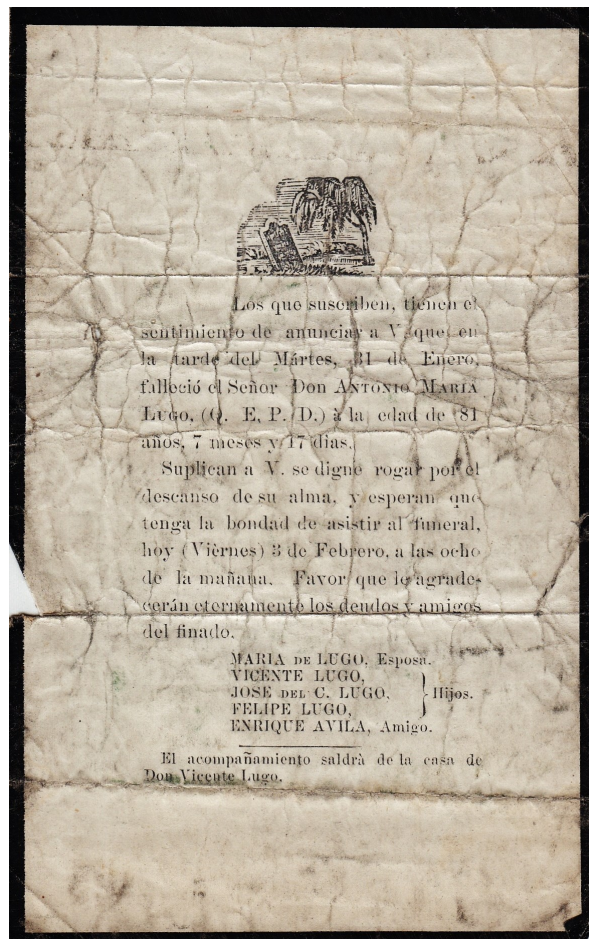 Los que suscriben, tienen el
sentimiento de anunciar a V. que, en
la tarde del Mártes, 31 de Enero,
falleció el Señor Don ANTONIO MARIA
LUGO, (Q. E. P. D.) à la edad de 81
años, 7 meses y 17 dias.
Suplican a V. se digne rogar por el
descanso de su alma, y esperan que
tenga la bondad de asistir al funeral,
hoy (Vièrnes) 3 de Febrero, a las ocho
de la mañana. Favor que le agrade-
cerán eternamente los deudos y amigos
del finado.
MARIA DE LUGO, Esposa.
VICENTE LUGO,
JOSE DEL C. LUGO, } Hijos.
FELIPE LUGO,
ENRIQUE AVILA, Amigo.
El acompañamiento saldrà de la casa de
Don Vicente Lugo.